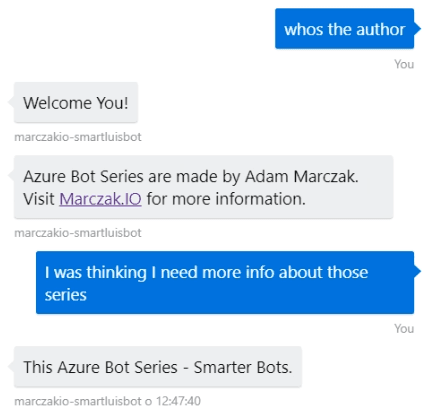 whos the author
You
Welcome You!
marczakio-smartluisbot
Azure Bot Series are made by Adam Marczak.
Visit Marczak.IO for more information.
marczakio-smartluisbot
I was thinking I need more info about those
series
You
This Azure Bot Series - Smarter Bots.
marczakio-smartluisbot o 12:47:40